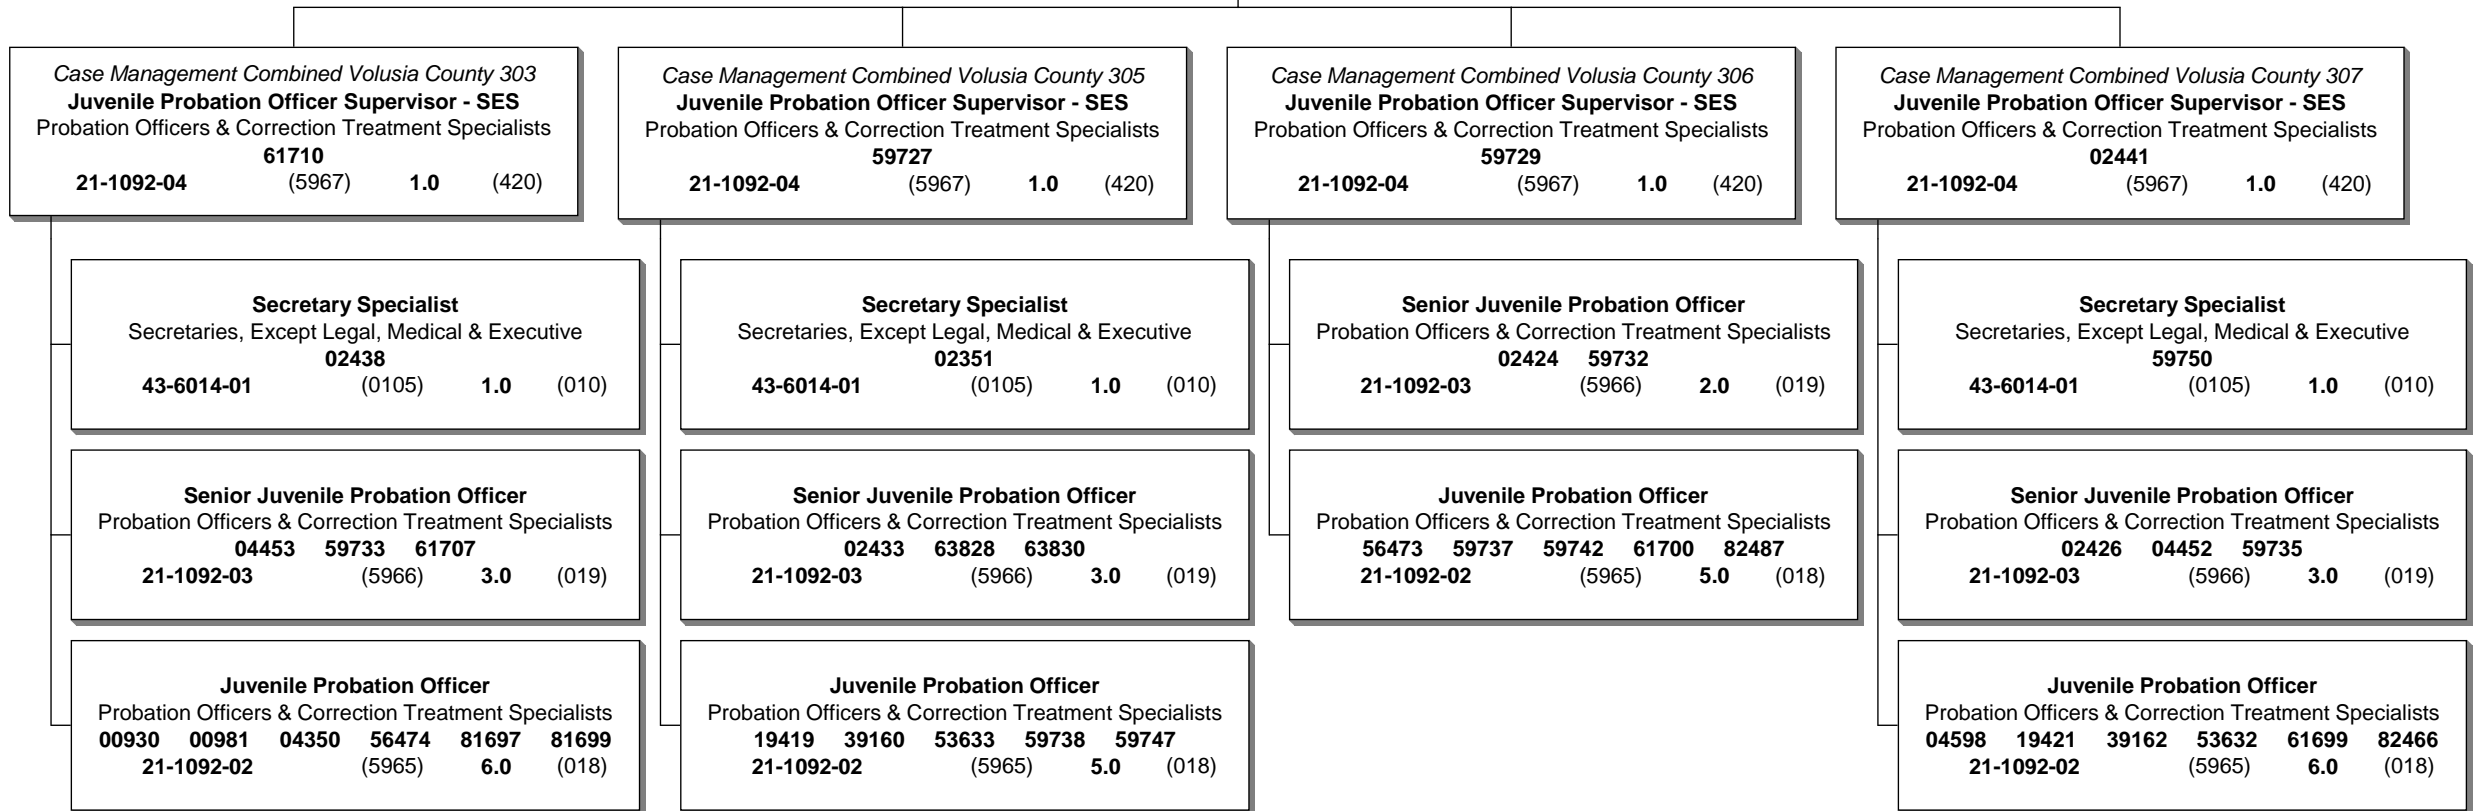 Case Management Combined Volusia County 303
Juvenile Probation Officer Supervisor - SES
Probation Officers & Correction Treatment Specialists
61710
21-1092-04 (5967) 1.0 (420)
Secretary Specialist
Secretaries, Except Legal, Medical & Executive
02438
43-6014-01 (0105) 1.0 (010)
Senior Juvenile Probation Officer
Probation Officers & Correction Treatment Specialists
04453 59733 61707
21-1092-03 (5966) 3.0 (019)
Juvenile Probation Officer
Probation Officers & Correction Treatment Specialists
00930 00981 04350 56474 81697 81699
21-1092-02 (5965) 6.0 (018)
Case Management Combined Volusia County 305
Juvenile Probation Officer Supervisor - SES
Probation Officers & Correction Treatment Specialists
59727
21-1092-04 (5967) 1.0 (420)
Secretary Specialist
Secretaries, Except Legal, Medical & Executive
02351
43-6014-01 (0105) 1.0 (010)
Senior Juvenile Probation Officer
Probation Officers & Correction Treatment Specialists
02433 63828 63830
21-1092-03 (5966) 3.0 (019)
Juvenile Probation Officer
Probation Officers & Correction Treatment Specialists
19419 39160 53633 59738 59747
21-1092-02 (5965) 5.0 (018)
Case Management Combined Volusia County 306
Juvenile Probation Officer Supervisor - SES
Probation Officers & Correction Treatment Specialists
59729
21-1092-04 (5967) 1.0 (420)
Senior Juvenile Probation Officer
Probation Officers & Correction Treatment Specialists
02424 59732
21-1092-03 (5966) 2.0 (019)
Juvenile Probation Officer
Probation Officers & Correction Treatment Specialists
56473 59737 59742 61700 82487
21-1092-02 (5965) 5.0 (018)
Case Management Combined Volusia County 307
Juvenile Probation Officer Supervisor - SES
Probation Officers & Correction Treatment Specialists
02441
21-1092-04 (5967) 1.0 (420)
Secretary Specialist
Secretaries, Except Legal, Medical & Executive
59750
43-6014-01 (0105) 1.0 (010)
Senior Juvenile Probation Officer
Probation Officers & Correction Treatment Specialists
02426 04452 59735
21-1092-03 (5966) 3.0 (019)
Juvenile Probation Officer
Probation Officers & Correction Treatment Specialists
04598 19421 39162 53632 61699 82466
21-1092-02 (5965) 6.0 (018)